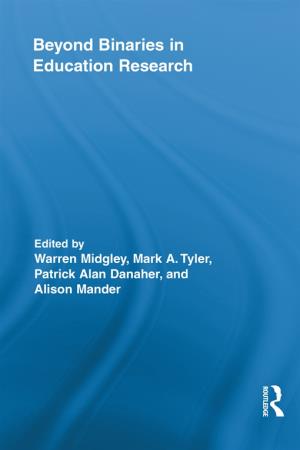 Beyond Binaries in
Education Research
Edited by
Warren Midgley, Mark A. Tyler,
Patrick Alan Danaher, and
Alison Mander
ROUTLEDGE